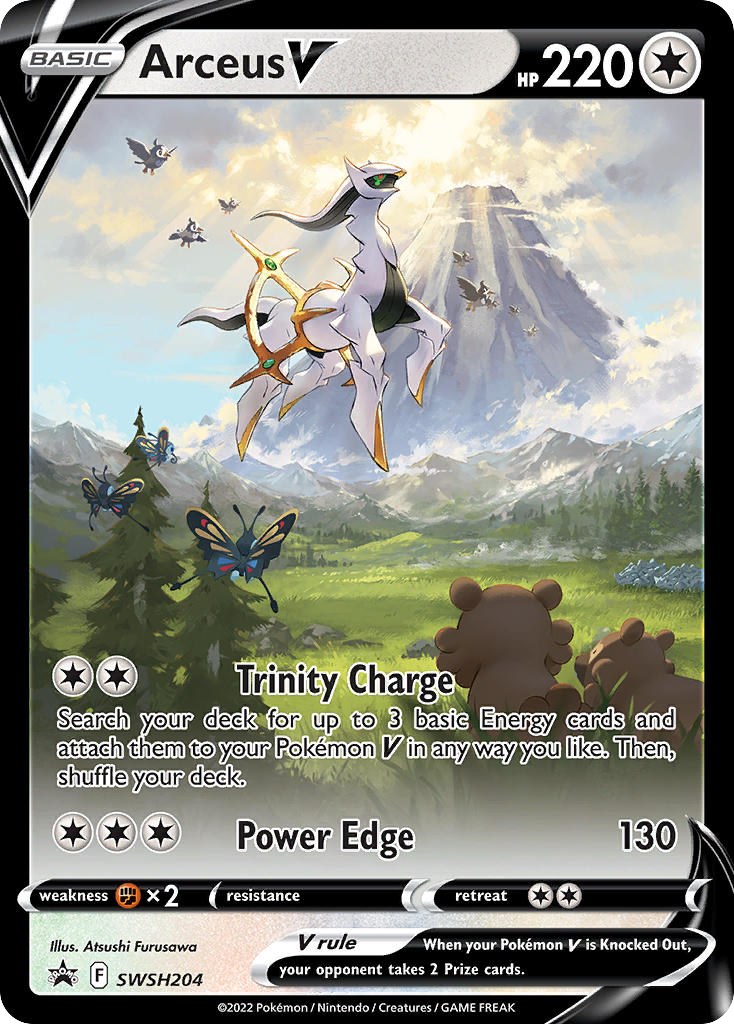 BASIC Arceus V HP 220
Trinity Charge
Search your deck for up to 3 basic Energy cards and
attach them to your Pokémon V in any way you like. Then,
shuffle your deck.
Power Edge 130
weakness ×2 resistance retreat
Illus. Atsushi Furusawa
V rule When your Pokémon V is Knocked Out,
your opponent takes 2 Prize cards.
PROMO F SWSH204
©2022 Pokémon / Nintendo / Creatures / GAME FREAK